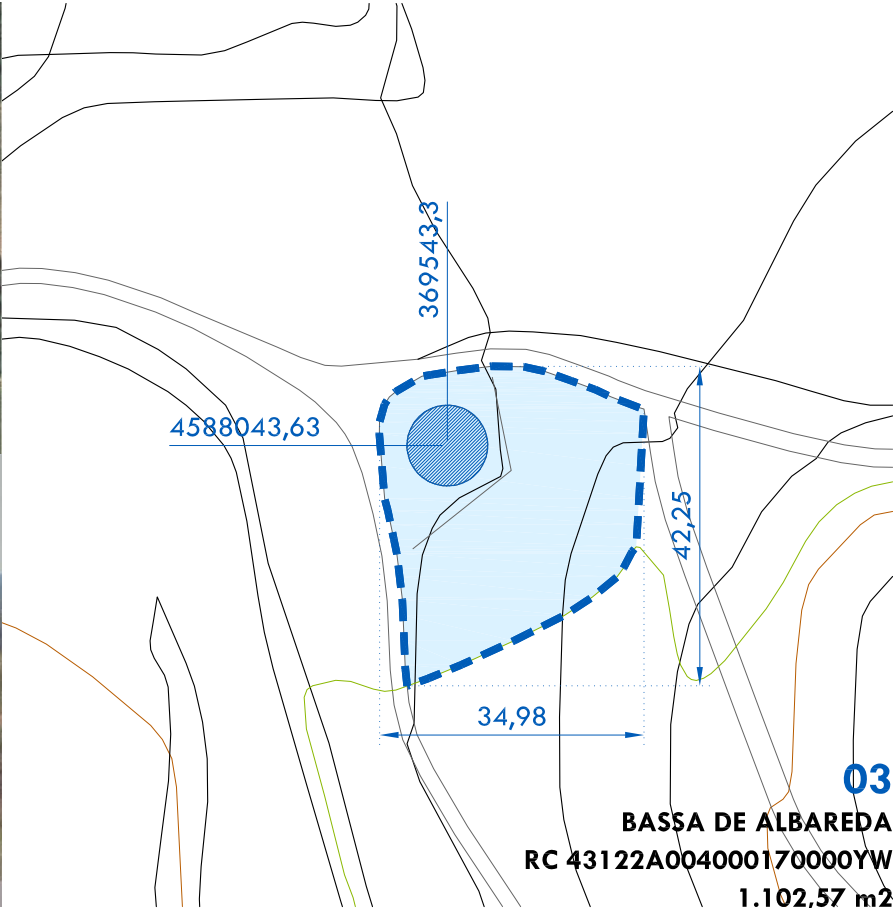 369543,3
4588043,63
42,25
34,98
03
BASSA DE ALBAREDA
RC 43122A004000170000YW
1.102,57 m2